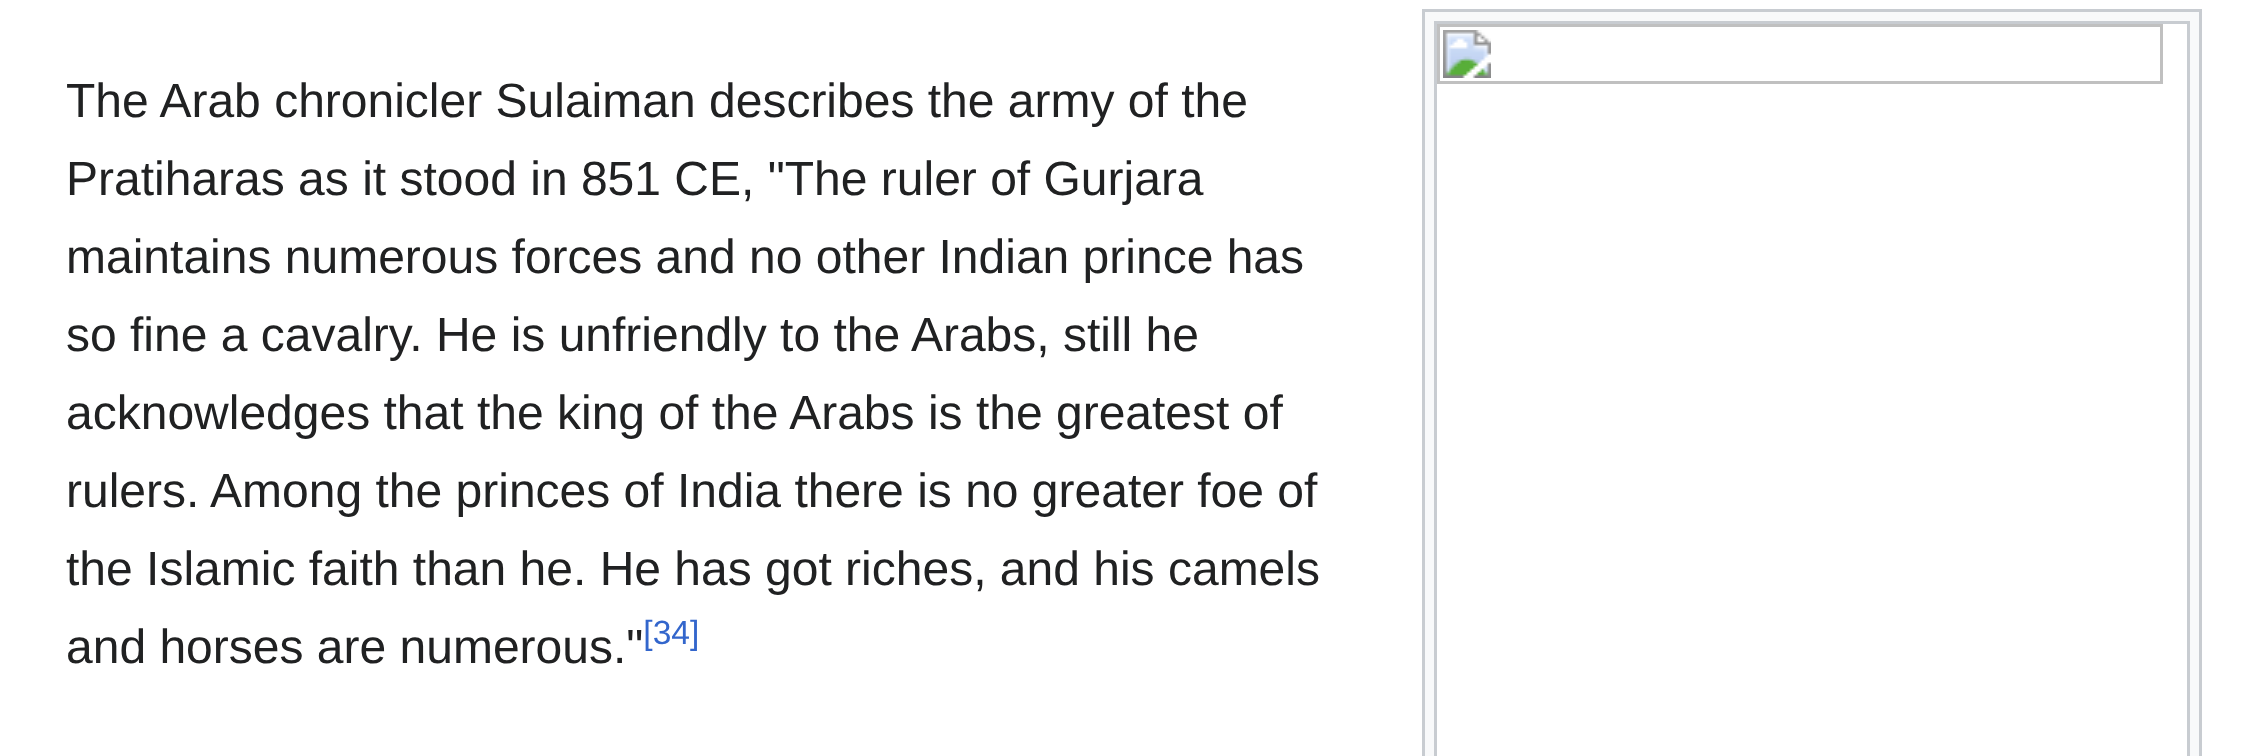 The Arab chronicler Sulaiman describes the army of the
Pratiharas as it stood in 851 CE, "The ruler of Gurjara
maintains numerous forces and no other Indian prince has
so fine a cavalry. He is unfriendly to the Arabs, still he
acknowledges that the king of the Arabs is the greatest of
rulers. Among the princes of India there is no greater foe of
the Islamic faith than he. He has got riches, and his camels
and horses are numerous."[34]